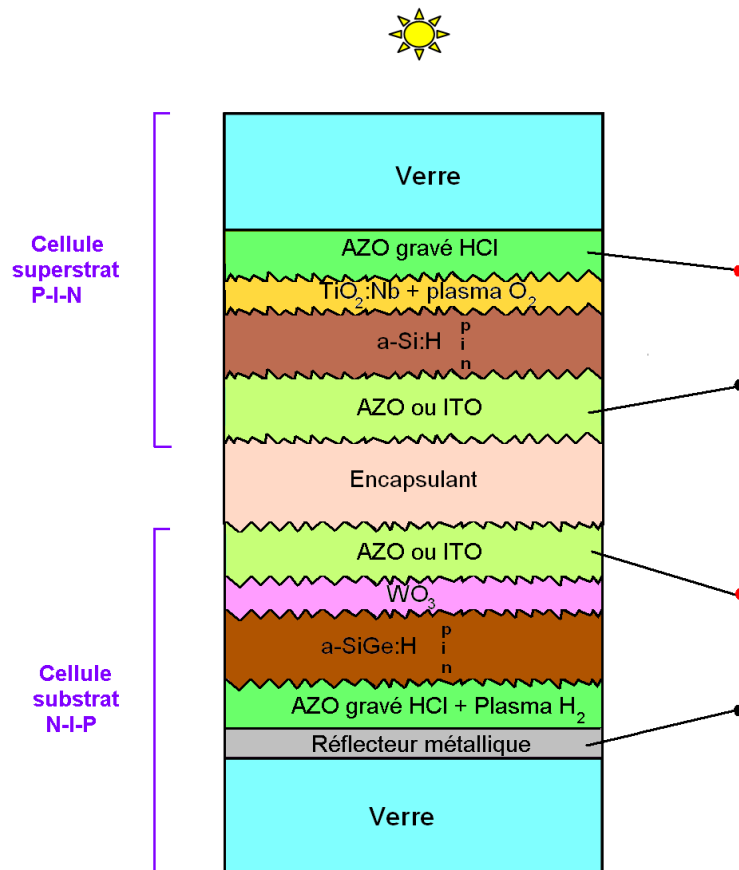 Verre
AZO gravé HCl
Cellule
superstrat
P-I-N
TiO2:Nb + plasma O2
a-Si:H
p
i
n
AZO ou ITO
Encapsulant
AZO ou ITO
WO3
a-SiGe:H
p
i
n
Cellule
substrat
N-I-P
AZO gravé HCl + Plasma H2
Réflecteur métallique
Verre